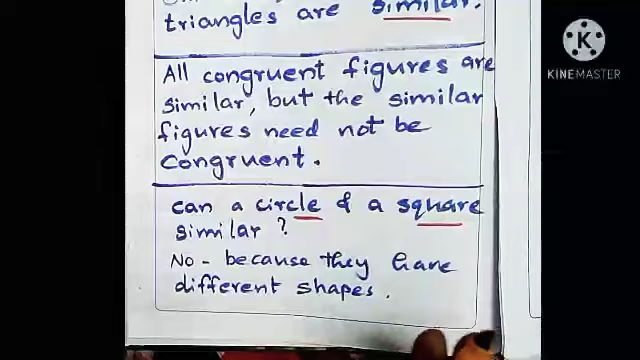 triangles are similar.
All congruent figures are
similar, but the similar
figures need not be
Congruent.
can a circle & a square
similar ?
No - because they have
different shapes.
KINEMASTER